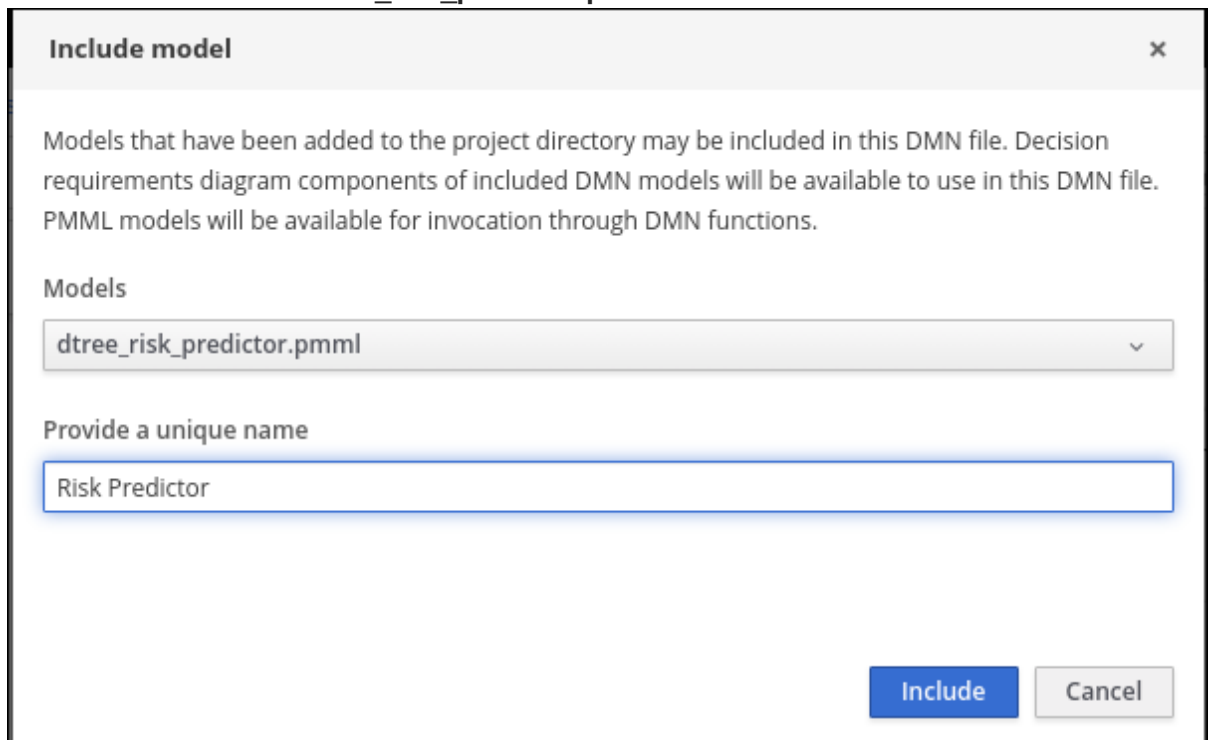 Include model
×
Models that have been added to the project directory may be included in this DMN file. Decision
requirements diagram components of included DMN models will be available to use in this DMN file.
PMML models will be available for invocation through DMN functions.
Models
dtree_risk_predictor.pmml
Provide a unique name
Risk Predictor
Include Cancel